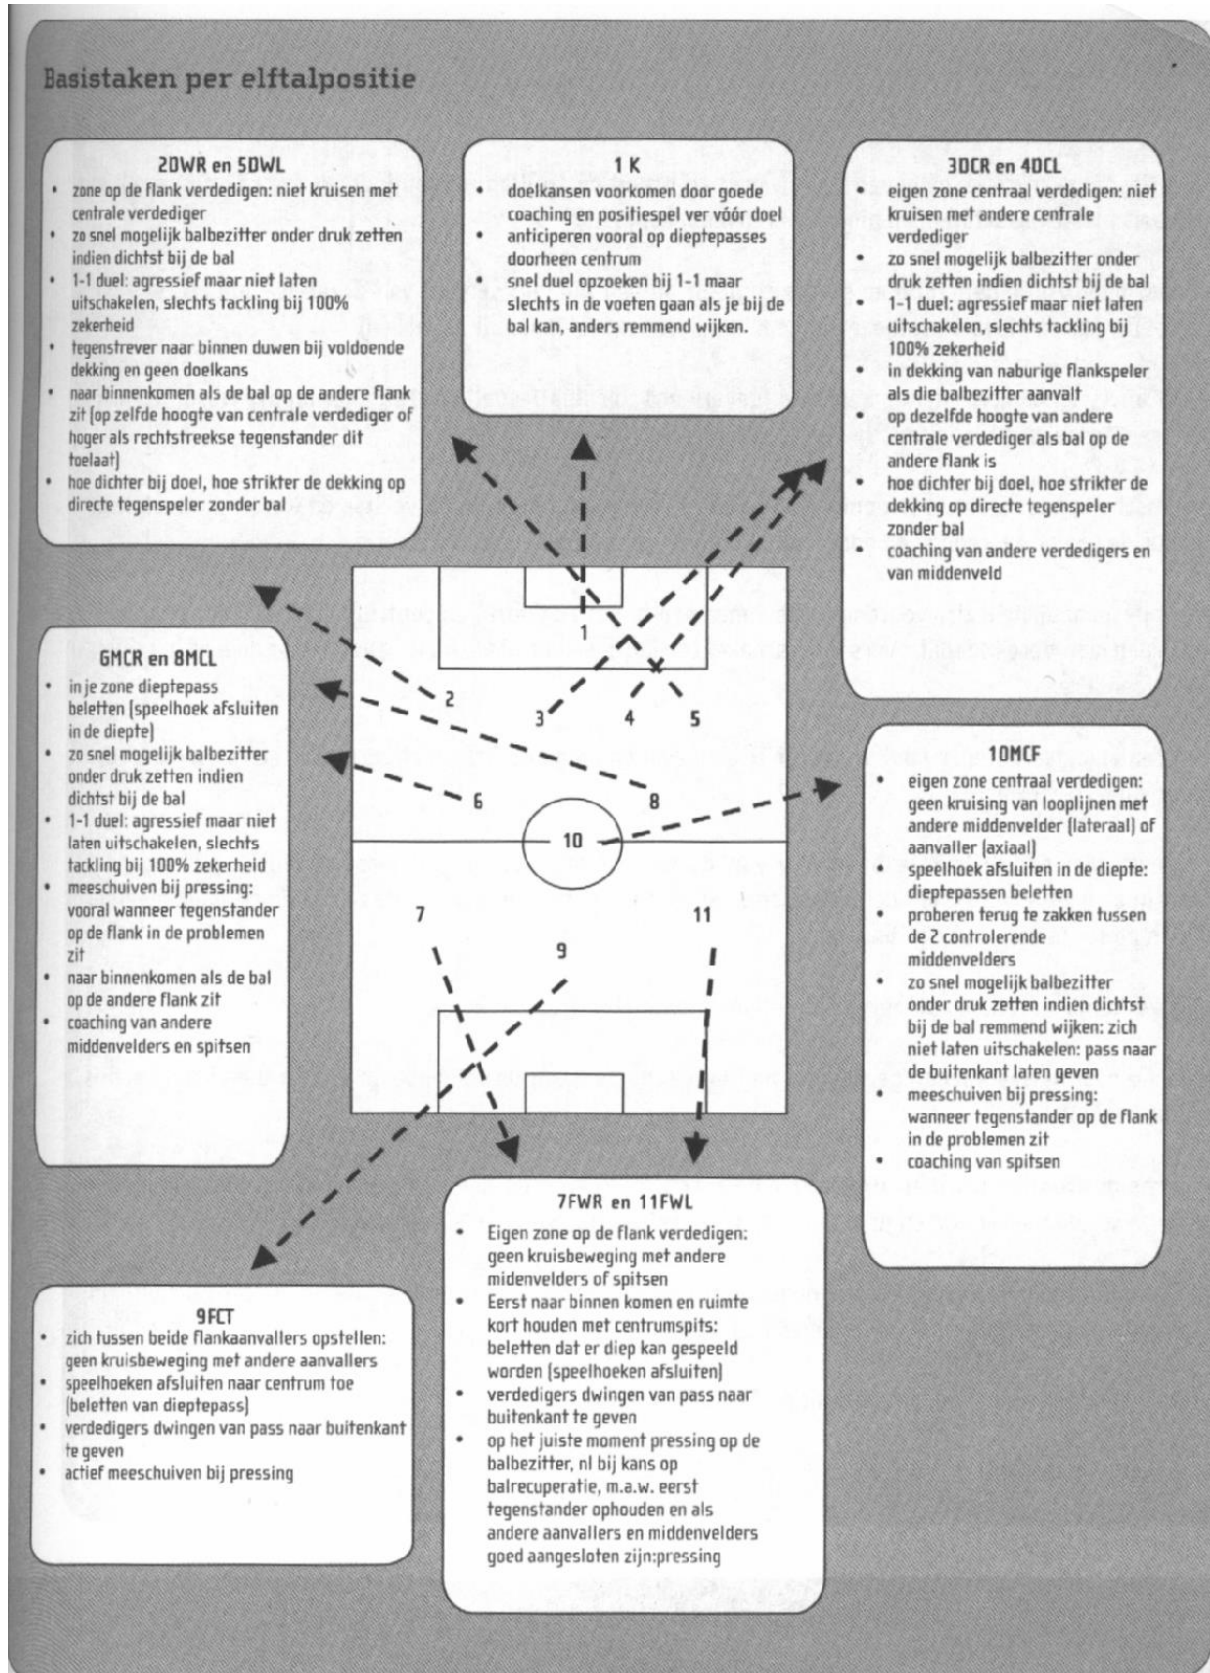 Basistaken per elftalpositie
2DWR en 5DWL
• zone op de flank verdedigen: niet kruisen met
centrale verdediger
• zo snel mogelijk balbezitter onder druk zetten
indien dichtst bij de bal
• 1-1 duel: agressief maar niet laten
uitschakelen, slechts tackling bij 100%
zekerheid
• tegenstrever naar binnen duwen bij voldoende
dekking en geen doelkans
• naar binnenkomen als de bal op de andere flank
zit (op zelfde hoogte van centrale verdediger of
hoger als rechtstreekse tegenstander dit
toelaat)
• hoe dichter bij doel, hoe strikter de dekking op
directe tegenspeler zonder bal
1 K
• doelkansen voorkomen door goede
coaching en positiespel ver vóór doel
• anticiperen vooral op dieptepasses
doorheen centrum
• snel duel opzoeken bij 1-1 maar
slechts in de voeten gaan als je bij de
bal kan, anders remmend wijken.
3DCR en 4DCL
• eigen zone centraal verdedigen: niet
kruisen met andere centrale
verdediger
• zo snel mogelijk balbezitter onder
druk zetten indien dichtst bij de bal
• 1-1 duel: agressief maar niet laten
uitschakelen, slechts tackling bij
100% zekerheid
• in dekking van naburige flankspeler
als die balbezitter aanvalt
• op dezelfde hoogte van andere
centrale verdediger als bal op de
andere flank is
• hoe dichter bij doel, hoe strikter de
dekking op directe tegenspeler
zonder bal
• coaching van andere verdedigers en
van middenveld
1
2
3
4
5
6
8
10
7
11
9
6MCR en 8MCL
• in je zone dieptepass
beletten (speelhoek afsluiten
in de diepte)
• zo snel mogelijk balbezitter
onder druk zetten indien
dichtst bij de bal
• 1-1 duel: agressief maar niet
laten uitschakelen, slechts
tackling bij 100% zekerheid
• meeschuiven bij pressing:
vooral wanneer tegenstander
op de flank in de problemen
zit
• naar binnenkomen als de bal
op de andere flank zit
• coaching van andere
middenvelders en spitsen
10MCF
• eigen zone centraal verdedigen:
geen kruising van looplijnen met
andere middenvelder (lateraal) of
aanvaller (axiaal)
• speelhoek afsluiten in de diepte:
dieptepassen beletten
• proberen terug te zakken tussen
de 2 controlerende
middenvelders
• zo snel mogelijk balbezitter
onder druk zetten indien dichtst
bij de bal remmend wijken: zich
niet laten uitschakelen: pass naar
de buitenkant laten geven
• meeschuiven bij pressing:
wanneer tegenstander op de flank
in de problemen zit
• coaching van spitsen
9FCT
• zich tussen beide flankaanvallers opstellen:
geen kruisbeweging met andere aanvallers
• speelhoeken afsluiten naar centrum toe
(beletten van dieptepass)
• verdedigers dwingen van pass naar buitenkant
te geven
• actief meeschuiven bij pressing
7FWR en 11FWL
• Eigen zone op de flank verdedigen:
geen kruisbeweging met andere
midenvelders of spitsen
• Eerst naar binnen komen en ruimte
kort houden met centrumspits:
beletten dat er diep kan gespeeld
worden (speelhoeken afsluiten)
• verdedigers dwingen van pass naar
buitenkant te geven
• op het juiste moment pressing op de
balbezitter, nl bij kans op
balrecuperatie, m.a.w. eerst
tegenstander ophouden en als
andere aanvallers en middenvelders
goed aangesloten zijn:pressing